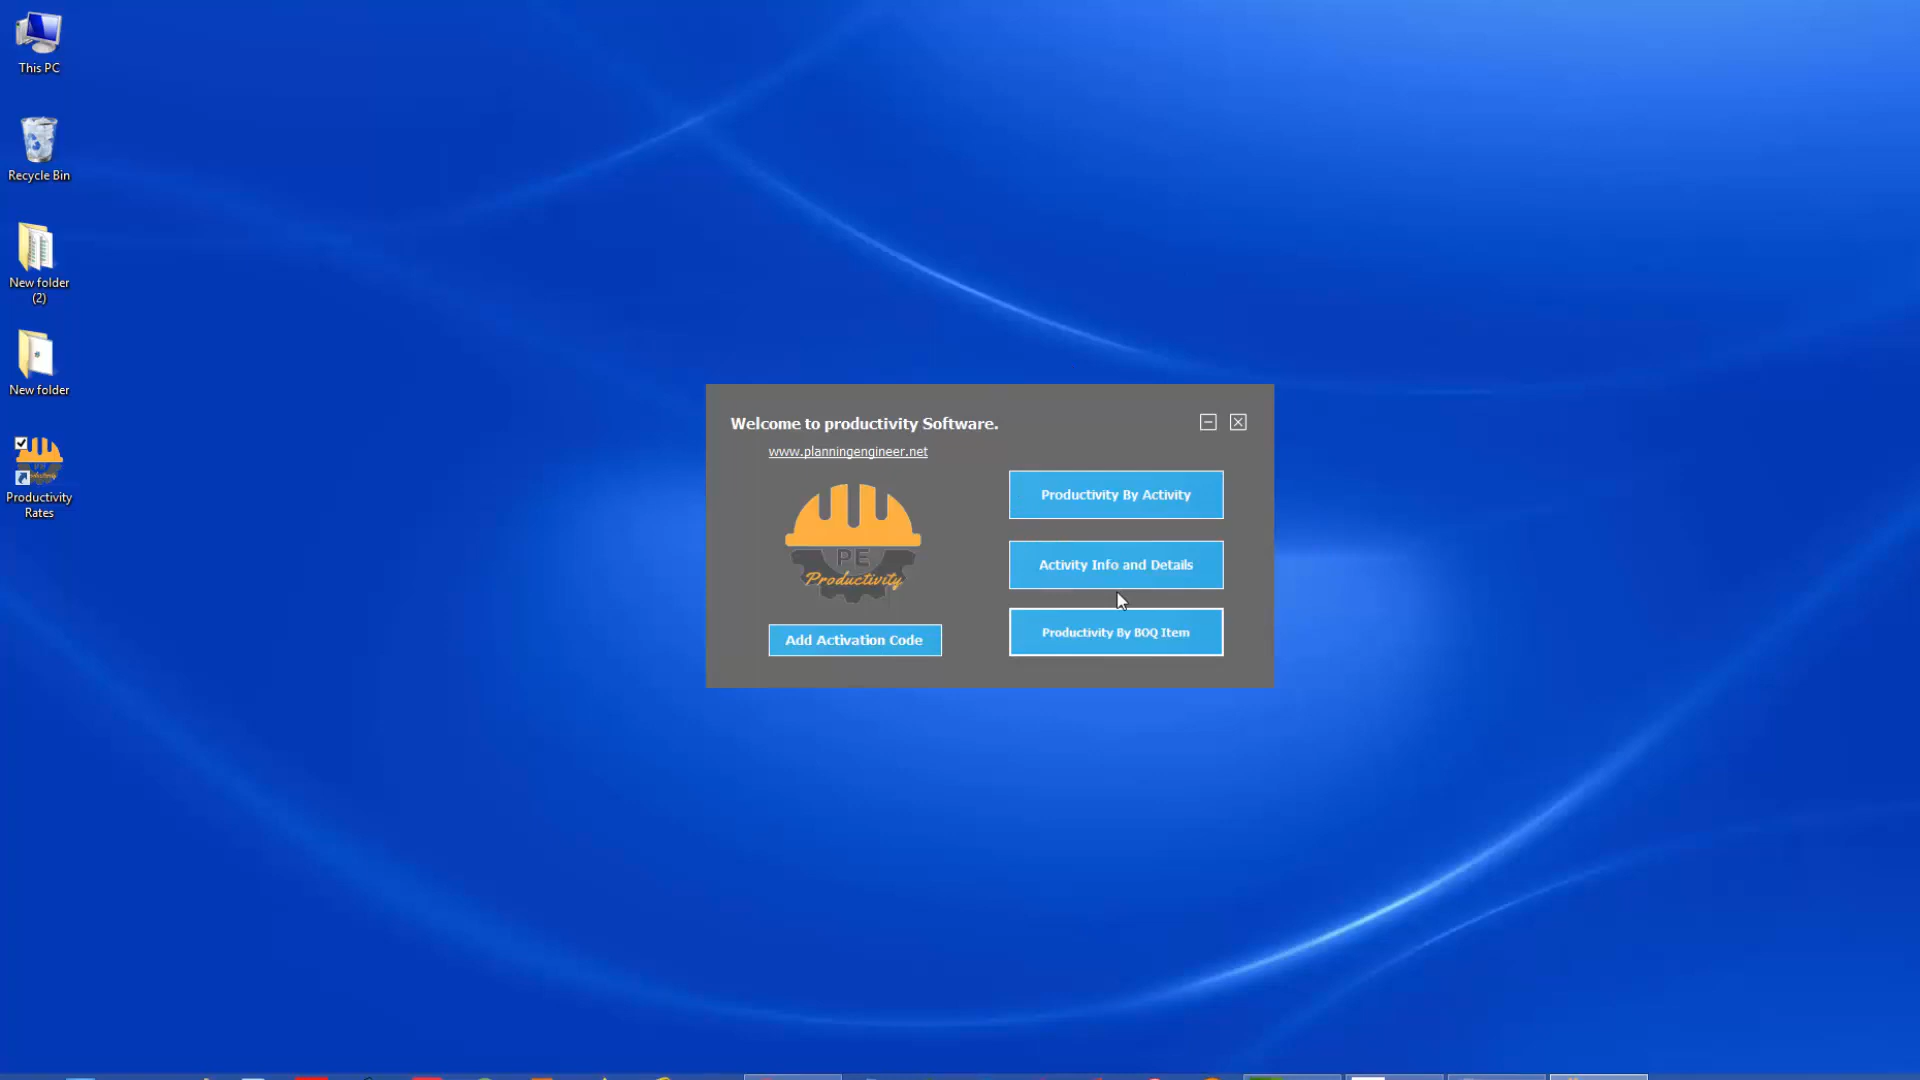 This PC
Recycle Bin
New folder
(2)
New folder
Productivity
Rates
Welcome to productivity Software.
www.planningengineer.net
PE
Productivity
Add Activation Code
Productivity By Activity
Activity Info and Details
Productivity By BOQ Item